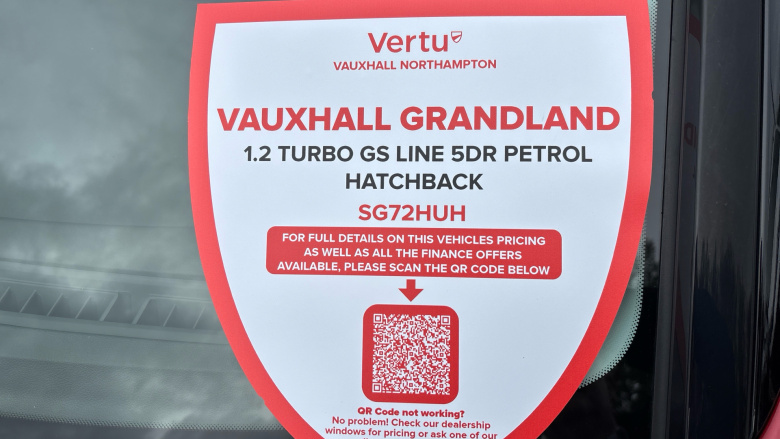 Vertu
VAUXHALL NORTHAMPTON
VAUXHALL GRANDLAND
1.2 TURBO GS LINE 5DR PETROL
HATCHBACK
SG72HUH
FOR FULL DETAILS ON THIS VEHICLES PRICING
AS WELL AS ALL THE FINANCE OFFERS
AVAILABLE, PLEASE SCAN THE QR CODE BELOW
QR Code not working?
No problem! Check our dealership
windows for pricing or ask one of our